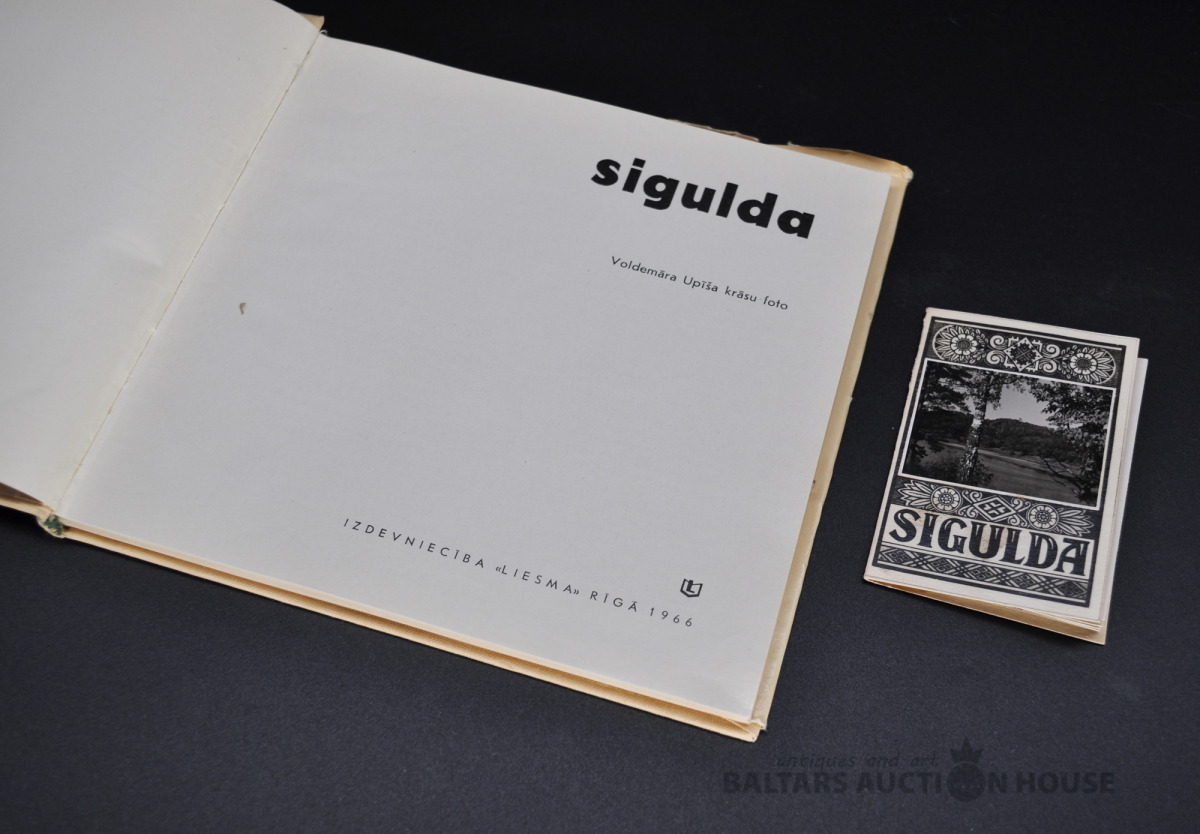 sigulda
Voldemāra Upīša krāsu foto
IZDEVNIECĪBA «LIESMA» RĪGĀ 1966
SIGULDA
antiques and art
BALTARS AUCTION HOUSE